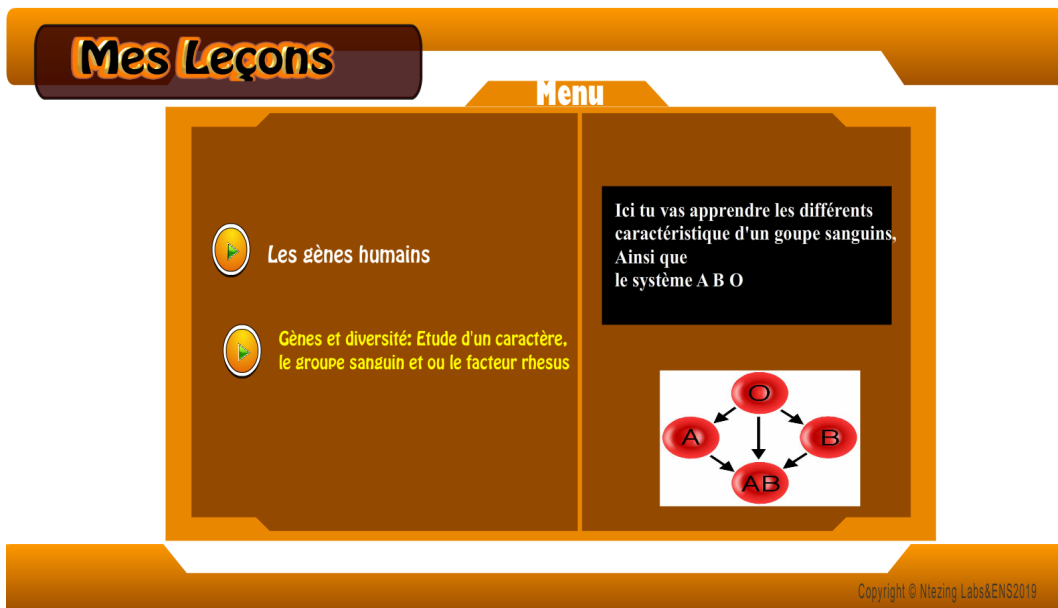 Mes Leçons
Menu
Les gènes humains
Gènes et diversité: Etude d'un caractère,
le groupe sanguin et ou le facteur rhesus
Ici tu vas apprendre les différents
caractéristique d'un goupe sanguins,
Ainsi que
le système A B O
O
A
B
AB
Copyright © Ntezing Labs&ENS2019